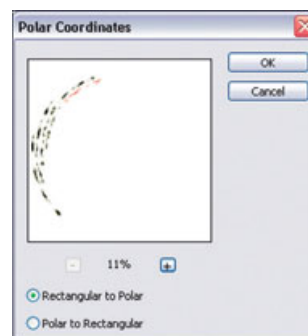 Polar Coordinates
OK
Cancel
11%
Rectangular to Polar
Polar to Rectangular